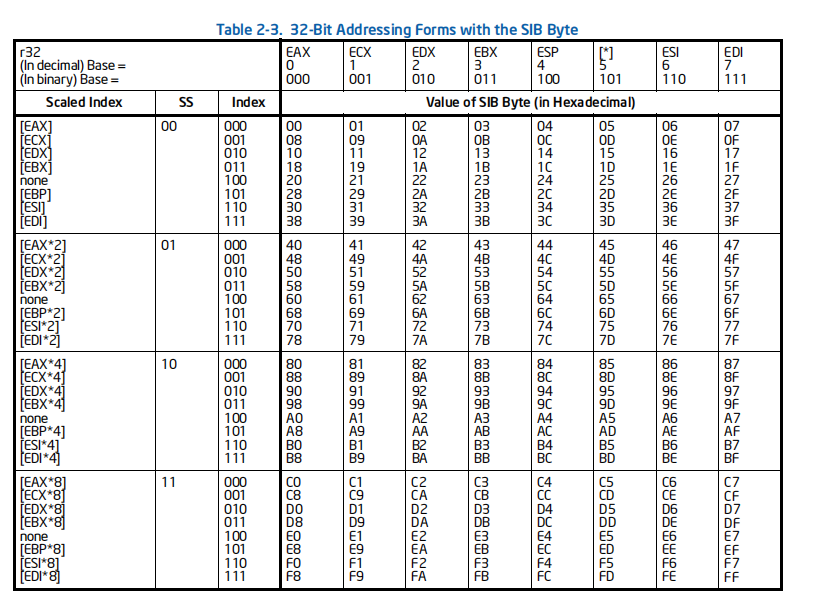 Table 2-3. 32-Bit Addressing Forms with the SIB Byte
r32 EAX ECX EDX EBX ESP [*] ESI EDI
(In decimal) Base = 0 1 2 3 4 5 6 7
(In binary) Base = 000 001 010 011 100 101 110 111
Scaled Index SS Index Value of SIB Byte (in Hexadecimal)
[EAX] 00 000 00 01 02 03 04 05 06 07
[ECX] 001 08 09 0A 0B 0C 0D 0E 0F
[EDX] 010 10 11 12 13 14 15 16 17
[EBX] 011 18 19 1A 1B 1C 1D 1E 1F
none 100 20 21 22 23 24 25 26 27
[EBP] 101 28 29 2A 2B 2C 2D 2E 2F
[ESI] 110 30 31 32 33 34 35 36 37
[EDI] 111 38 39 3A 3B 3C 3D 3E 3F
[EAX*2] 01 000 40 41 42 43 44 45 46 47
[ECX*2] 001 48 49 4A 4B 4C 4D 4E 4F
[EDX*2] 010 50 51 52 53 54 55 56 57
[EBX*2] 011 58 59 5A 5B 5C 5D 5E 5F
none 100 60 61 62 63 64 65 66 67
[EBP*2] 101 68 69 6A 6B 6C 6D 6E 6F
[ESI*2] 110 70 71 72 73 74 75 76 77
[EDI*2] 111 78 79 7A 7B 7C 7D 7E 7F
[EAX*4] 10 000 80 81 82 83 84 85 86 87
[ECX*4] 001 88 89 8A 8B 8C 8D 8E 8F
[EDX*4] 010 90 91 92 93 94 95 96 97
[EBX*4] 011 98 99 9A 9B 9C 9D 9E 9F
none 100 A0 A1 A2 A3 A4 A5 A6 A7
[EBP*4] 101 A8 A9 AA AB AC AD AE AF
[ESI*4] 110 B0 B1 B2 B3 B4 B5 B6 B7
[EDI*4] 111 B8 B9 BA BB BC BD BE BF
[EAX*8] 11 000 C0 C1 C2 C3 C4 C5 C6 C7
[ECX*8] 001 C8 C9 CA CB CC CD CE CF
[EDX*8] 010 D0 D1 D2 D3 D4 D5 D6 D7
[EBX*8] 011 D8 D9 DA DB DC DD DE DF
none 100 E0 E1 E2 E3 E4 E5 E6 E7
[EBP*8] 101 E8 E9 EA EB EC ED EE EF
[ESI*8] 110 F0 F1 F2 F3 F4 F5 F6 F7
[EDI*8] 111 F8 F9 FA FB FC FD FE FF